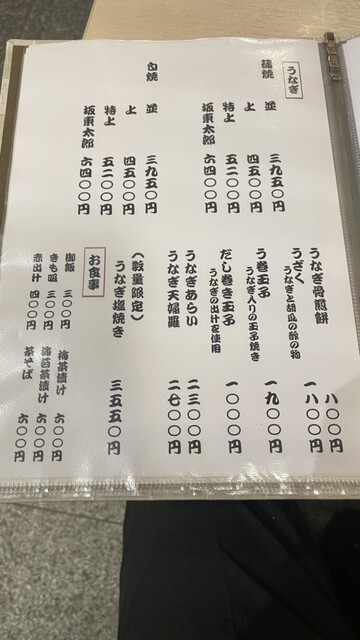 うなぎ
蒲焼
並 三九五〇円
上 四五〇〇円
特上 五二〇〇円
坂東太郎 六四〇〇円
白焼
並 三九五〇円
上 四五〇〇円
特上 五二〇〇円
坂東太郎 六四〇〇円
うなぎ骨煎餅 八〇〇円
うざく 一八〇〇円
うなぎと胡瓜の酢の物
う巻玉子 一九〇〇円
うなぎ入りの玉子焼き
だし巻き玉子 一〇〇〇円
うなぎの出汁を使用
うなぎあらい 二三〇〇円
うなぎ天婦羅 二七〇〇円
(数量限定)
うなぎ塩焼き 三五五〇円
お食事
御飯 三〇〇円
きも吸 三〇〇円
赤出汁 四〇〇円
梅茶漬け 六〇〇円
海苔茶漬け 六〇〇円
茶そば 六〇〇円